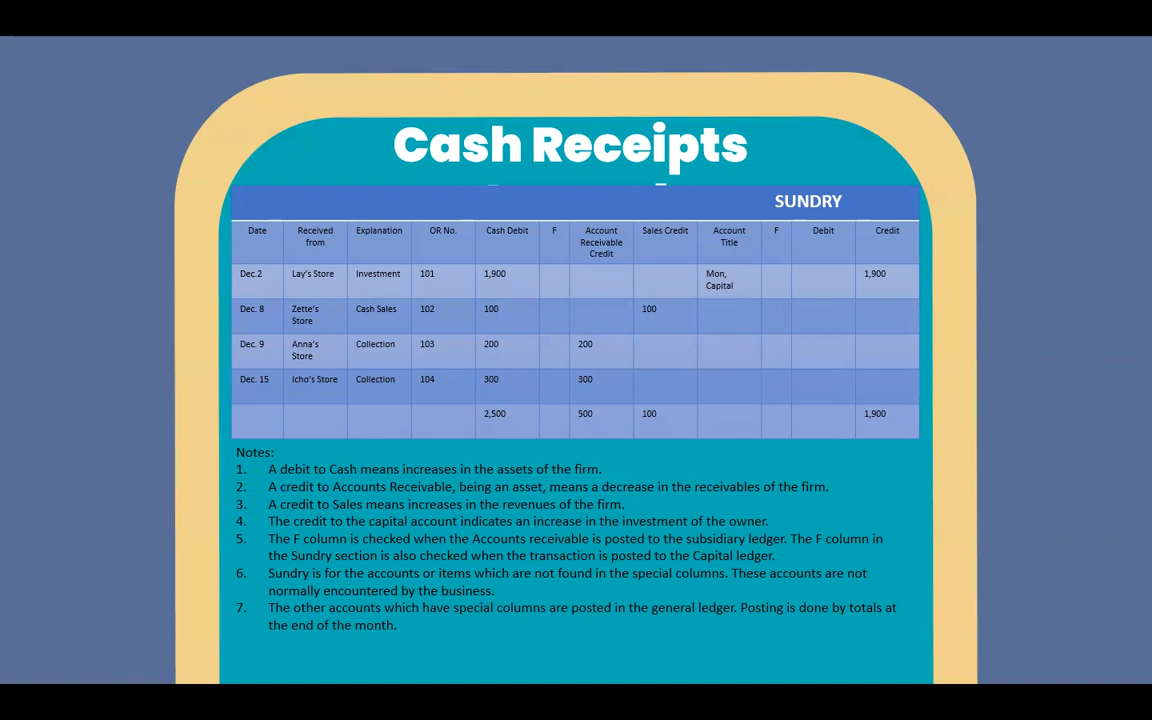 Cash Receipts
SUNDRY
Date Received from Explanation OR No. Cash Debit F Account Receivable Credit Sales Credit Account Title F Debit Credit
Dec.2 Lay's Store Investment 101 1,900 Mon, Capital 1,900
Dec. 8 Zette's Store Cash Sales 102 100 100
Dec. 9 Anna's Store Collection 103 200 200
Dec. 15 Icho's Store Collection 104 300 300
2,500 500 100 1,900
Notes:
1. A debit to Cash means increases in the assets of the firm.
2. A credit to Accounts Receivable, being an asset, means a decrease in the receivables of the firm.
3. A credit to Sales means increases in the revenues of the firm.
4. The credit to the capital account indicates an increase in the investment of the owner.
5. The F column is checked when the Accounts receivable is posted to the subsidiary ledger. The F column in
the Sundry section is also checked when the transaction is posted to the Capital ledger.
6. Sundry is for the accounts or items which are not found in the special columns. These accounts are not
normally encountered by the business.
7. The other accounts which have special columns are posted in the general ledger. Posting is done by totals at
the end of the month.